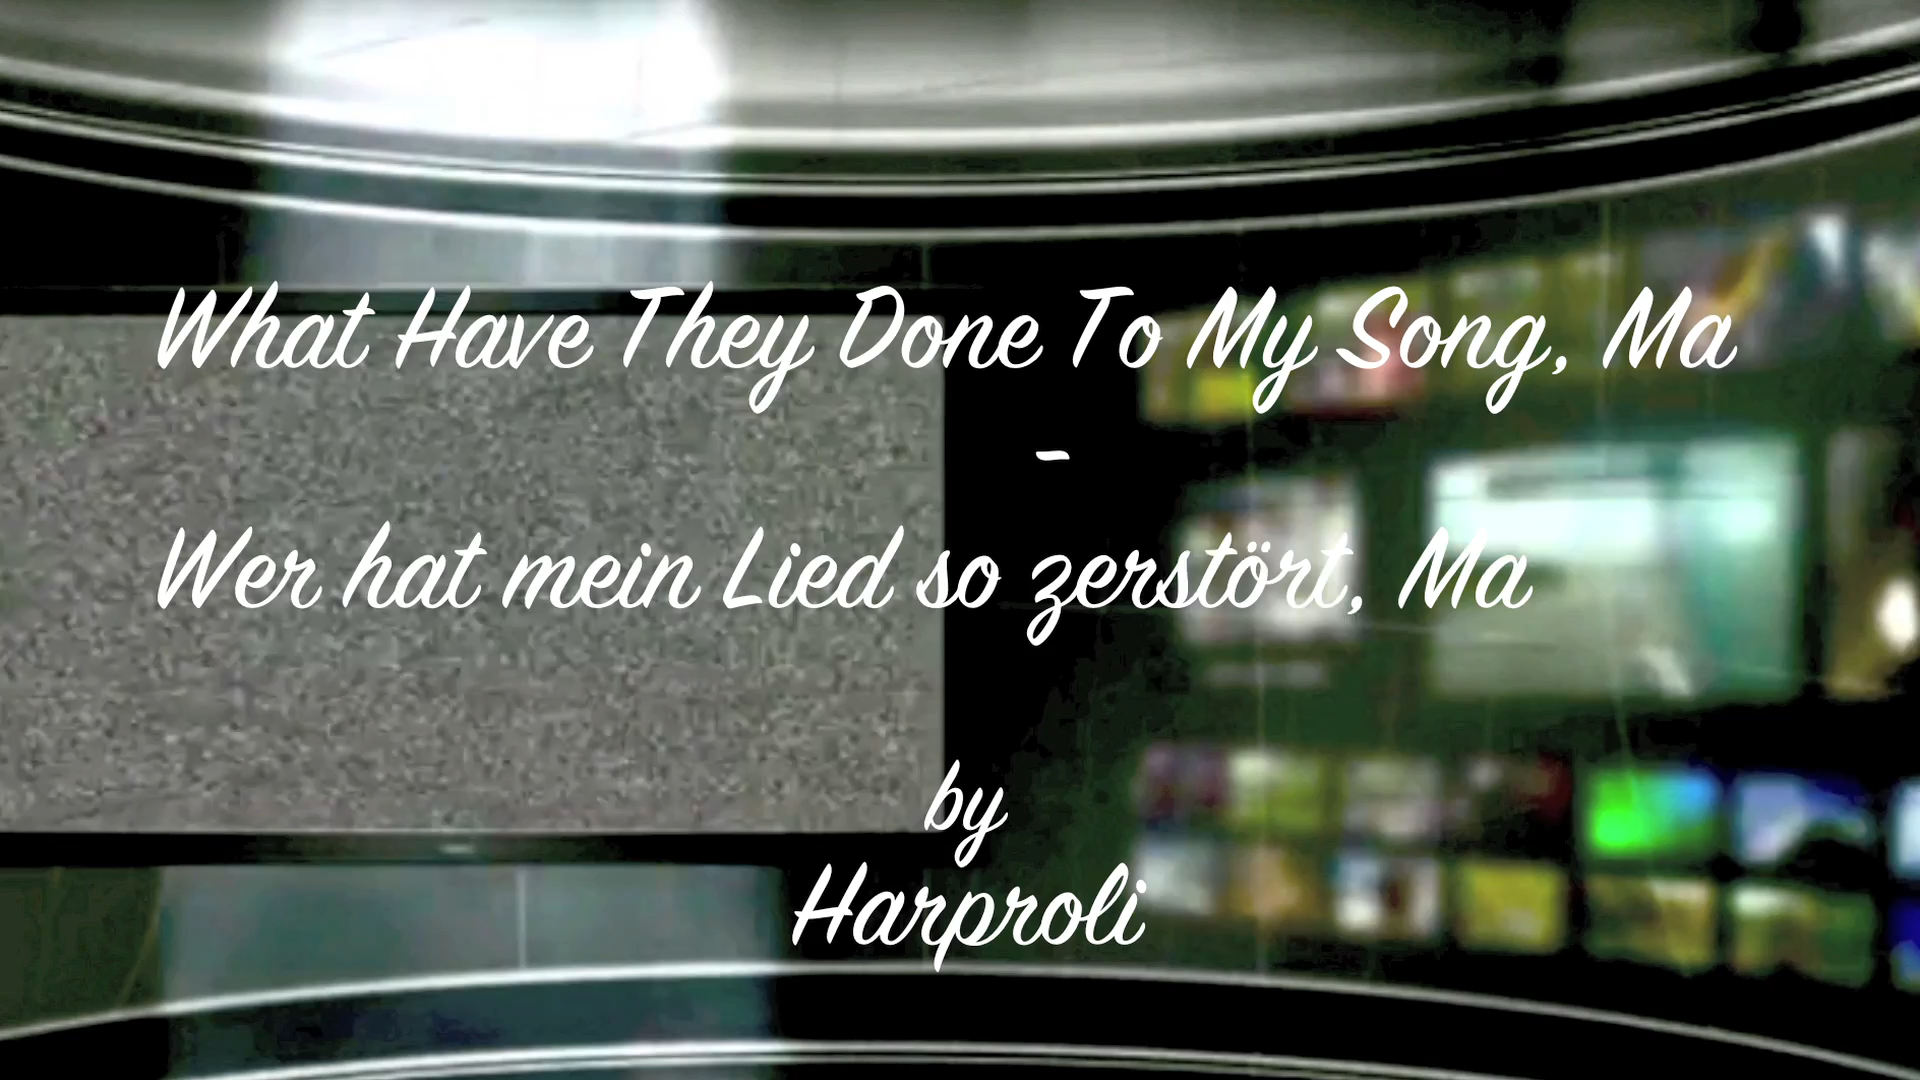 What Have They Done To My Song, Ma
-
Wer hat mein Lied so zerstört, Ma
by
Harproli